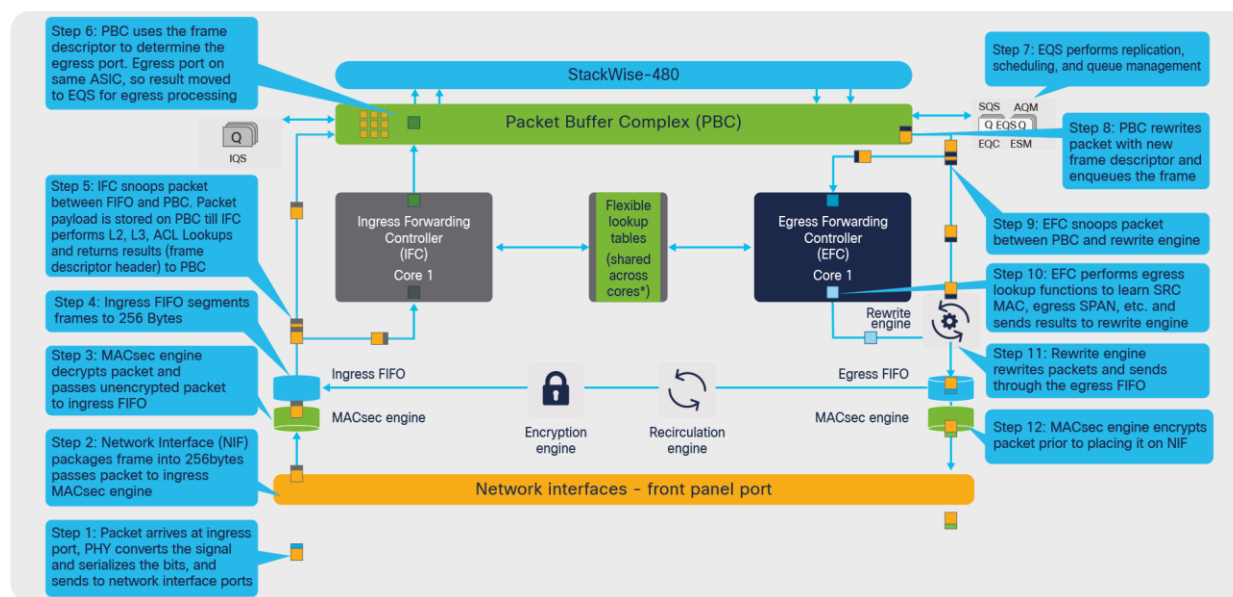 Step 6: PBC uses the frame
descriptor to determine the
egress port. Egress port on
same ASIC, so result moved
to EQS for egress processing
StackWise-480
Step 7: EQS performs replication,
scheduling, and queue management
Packet Buffer Complex (PBC)
Q
IQS
SQS AQM
Q EQS Q
EQC ESM
Step 8: PBC rewrites
packet with new
frame descriptor and
enqueues the frame
Step 5: IFC snoops packet
between FIFO and PBC. Packet
payload is stored on PBC till IFC
performs L2, L3, ACL Lookups
and returns results (frame
descriptor header) to PBC
Ingress Forwarding
Controller
(IFC)
Core 1
Flexible
lookup
tables
(shared
across
cores*)
Egress Forwarding
Controller
(EFC)
Core 1
Step 9: EFC snoops packet
between PBC and rewrite engine
Step 4: Ingress FIFO segments
frames to 256 Bytes
Step 10: EFC performs egress
lookup functions to learn SRC
MAC, egress SPAN, etc. and
sends results to rewrite engine
Rewrite
engine
Step 3: MACsec engine
decrypts packet and
passes unencrypted packet
to ingress FIFO
Ingress FIFO
MACsec engine
Encryption
engine
Recirculation
engine
Egress FIFO
MACsec engine
Step 11: Rewrite engine
rewrites packets and sends
through the egress FIFO
Step 12: MACsec engine encrypts
packet prior to placing it on NIF
Step 2: Network Interface (NIF)
packages frame into 256bytes
passes packet to ingress
MACsec engine
Network interfaces - front panel port
Step 1: Packet arrives at ingress
port, PHY converts the signal
and serializes the bits, and
sends to network interface ports